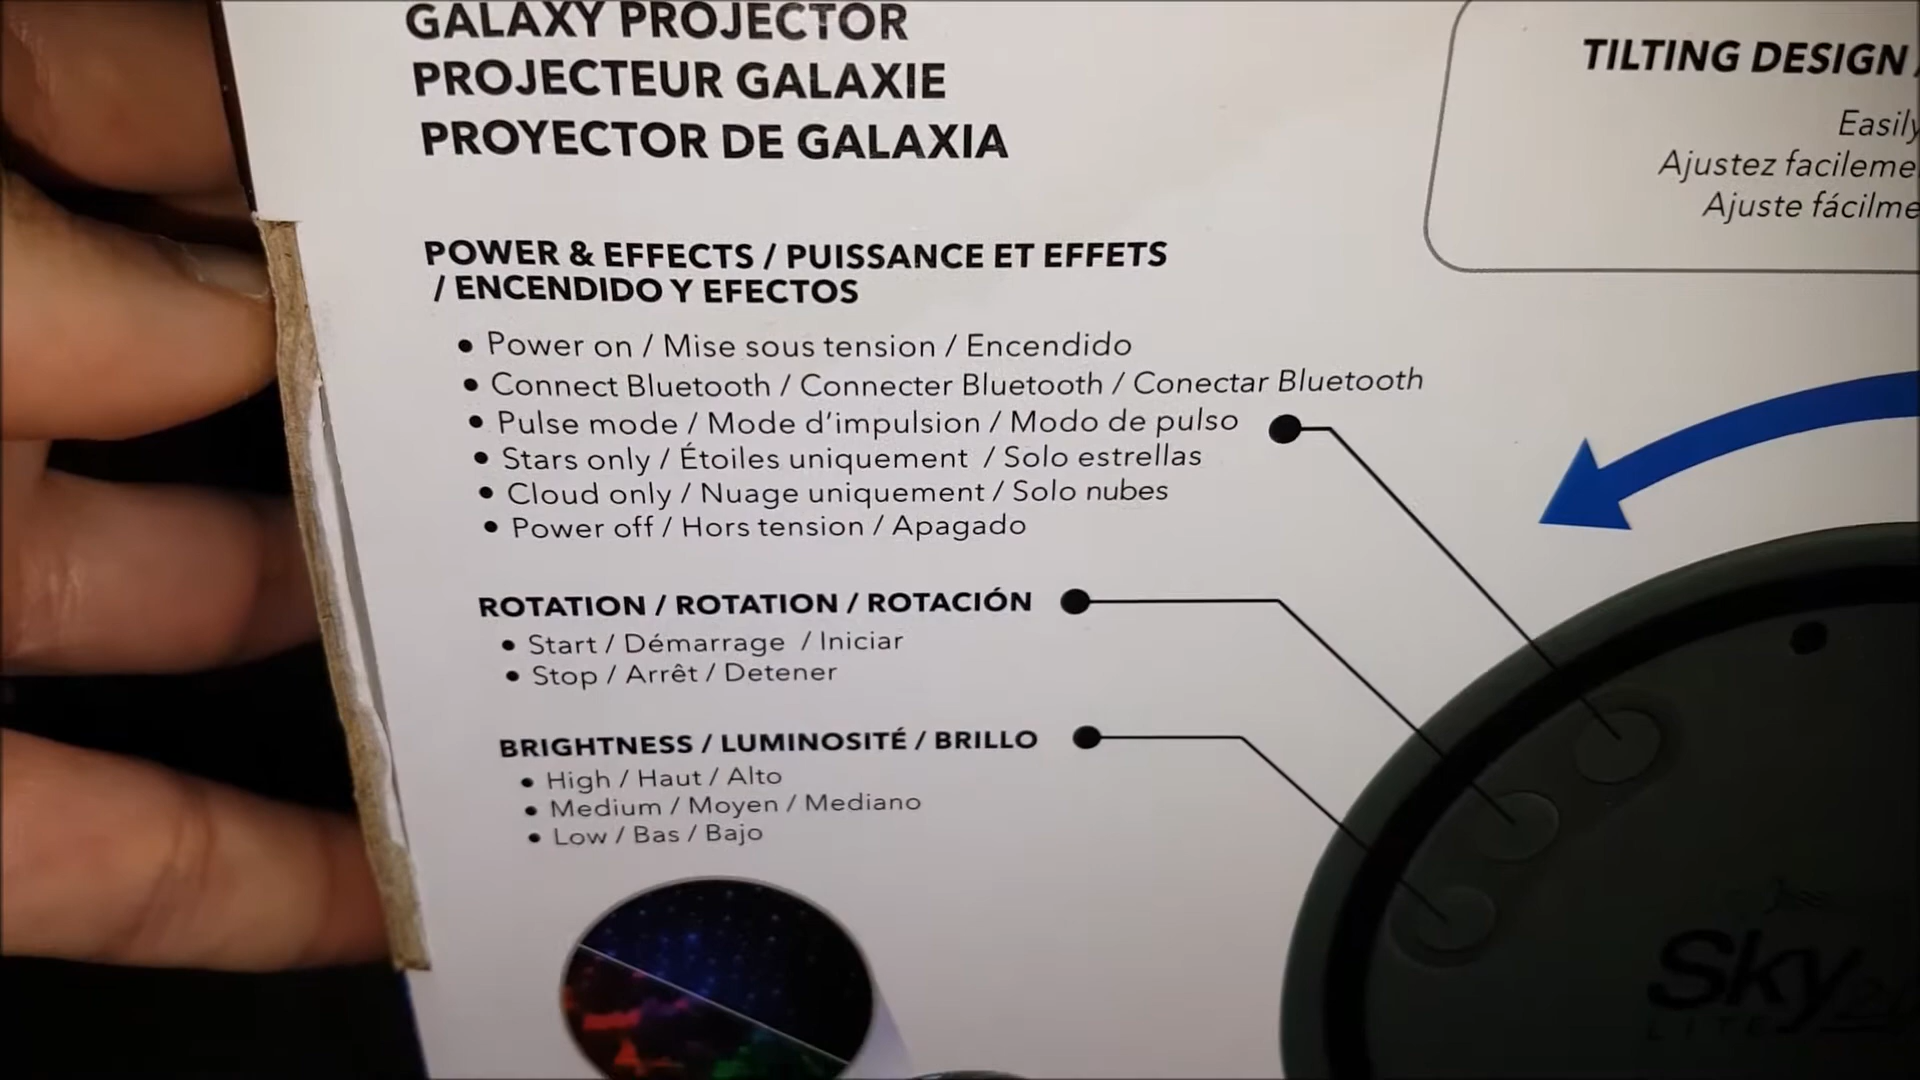 GALAXY PROJECTOR
PROJECTEUR GALAXIE
PROYECTOR DE GALAXIA
TILTING DESIGN
Easily
Ajustez
Ajuste
POWER & EFFECTS / PUISSANCE ET EFFETS
/ ENCENDIDO Y EFECTOS
• Power on / Mise sous tension / Encendido
• Connect Bluetooth / Connecter Bluetooth / Conectar Bluetooth
• Pulse mode / Mode d'impulsion / Modo de pulso
• Stars only / Étoiles uniquement / Solo estrellas
• Cloud only / Nuage uniquement / Solo nubes
• Power off / Hors tension / Apagado
ROTATION / ROTATION / ROTACIÓN
• Start / Démarrage / Iniciar
• Stop / Arrêt / Detener
BRIGHTNESS / LUMINOSITÉ / BRILLO
• High / Haut / Alto
• Medium / Moyen / Mediano
• Low / Bas / Bajo
Sky
LITE